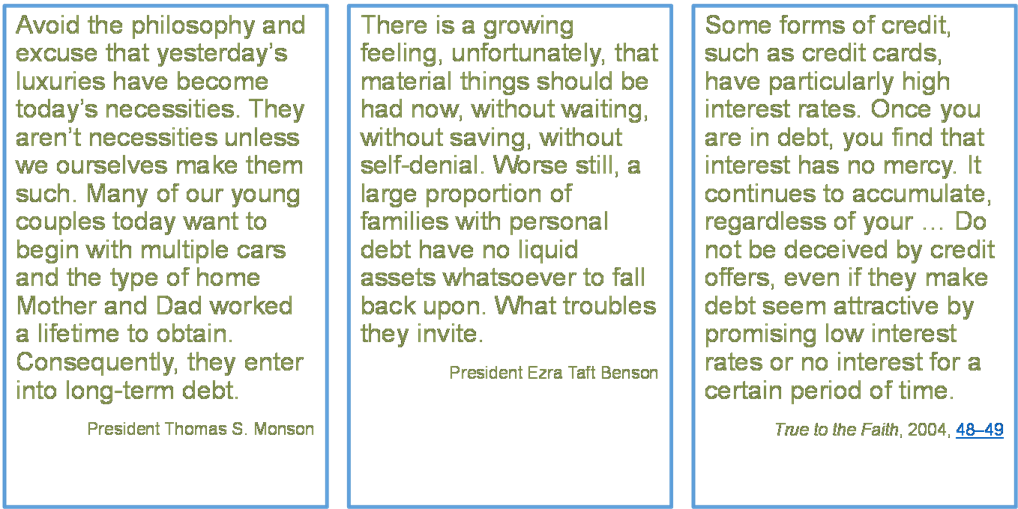 Avoid the philosophy and
excuse that yesterday's
luxuries have become
today's necessities. They
aren't necessities unless
we ourselves make them
such. Many of our young
couples today want to
begin with multiple cars
and the type of home
Mother and Dad worked
a lifetime to obtain.
Consequently, they enter
into long-term debt.
President Thomas S. Monson
There is a growing
feeling, unfortunately, that
material things should be
had now, without waiting,
without saving, without
self-denial. Worse still, a
large proportion of
families with personal
debt have no liquid
assets whatsoever to fall
back upon. What troubles
they invite.
President Ezra Taft Benson
Some forms of credit,
such as credit cards,
have particularly high
interest rates. Once you
are in debt, you find that
interest has no mercy. It
continues to accumulate,
regardless of your … Do
not be deceived by credit
offers, even if they make
debt seem attractive by
promising low interest
rates or no interest for a
certain period of time.
True to the Faith, 2004, 48–49